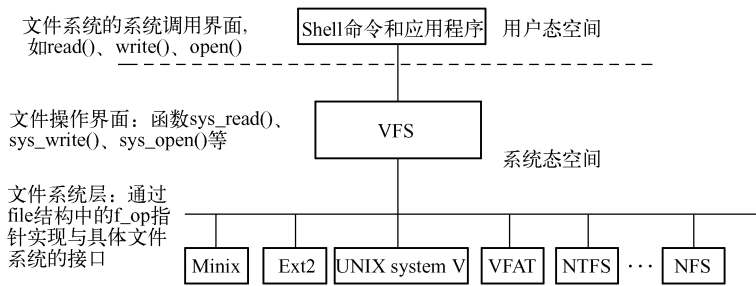 文件系统的系统调用界面,
如read()、write()、open()
Shell命令和应用程序
用户态空间
文件操作界面：函数sys_read()、
sys_write()、sys_open()等
VFS
系统态空间
文件系统层：通过
file结构中的f_op指
针实现与具体文件
系统的接口
Minix
Ext2
UNIX system V
VFAT
NTFS
···
NFS